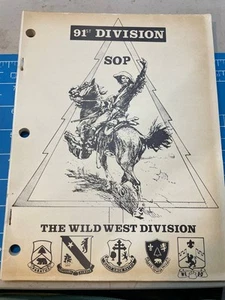 91ST DIVISION
SOP
THE WILD WEST DIVISION